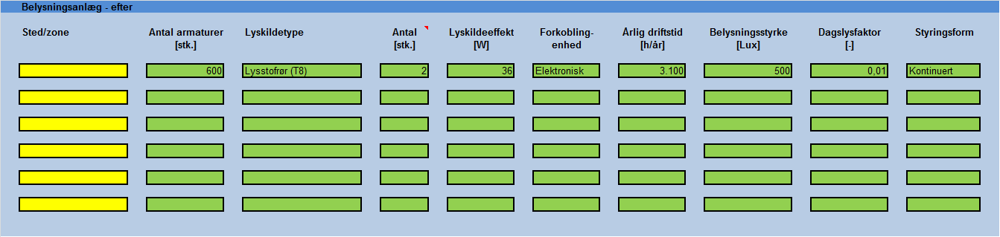 Belysningsanlæg - efter
Sted/zone Antal armaturer Lyskildetype Antal Lyskildeeffekt Forkobling- Årlig driftstid Belysningsstyrke Dagslysfaktor Styringsform
[stk.] [stk.] [W] enhed [h/år] [Lux] [-]
600 Lysstofrør (T8) 2 36 Elektronisk 3.100 500 0,01 Kontinuert